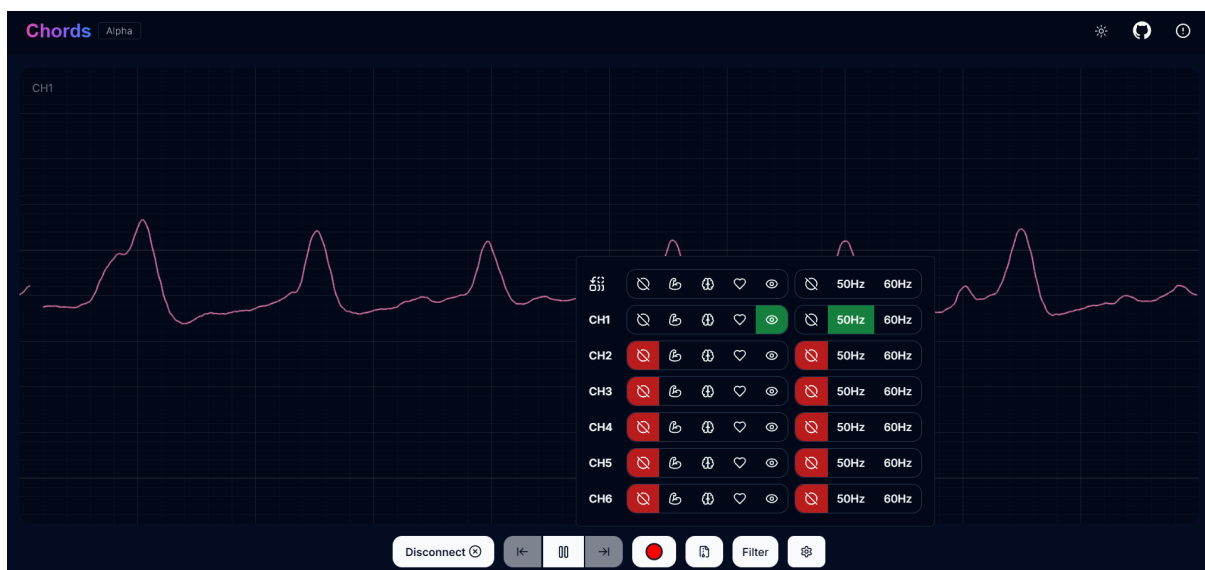 Chords Alpha
CH1
50Hz 60Hz
CH1 50Hz 60Hz
CH2 50Hz 60Hz
CH3 50Hz 60Hz
CH4 50Hz 60Hz
CH5 50Hz 60Hz
CH6 50Hz 60Hz
Disconnect Filter